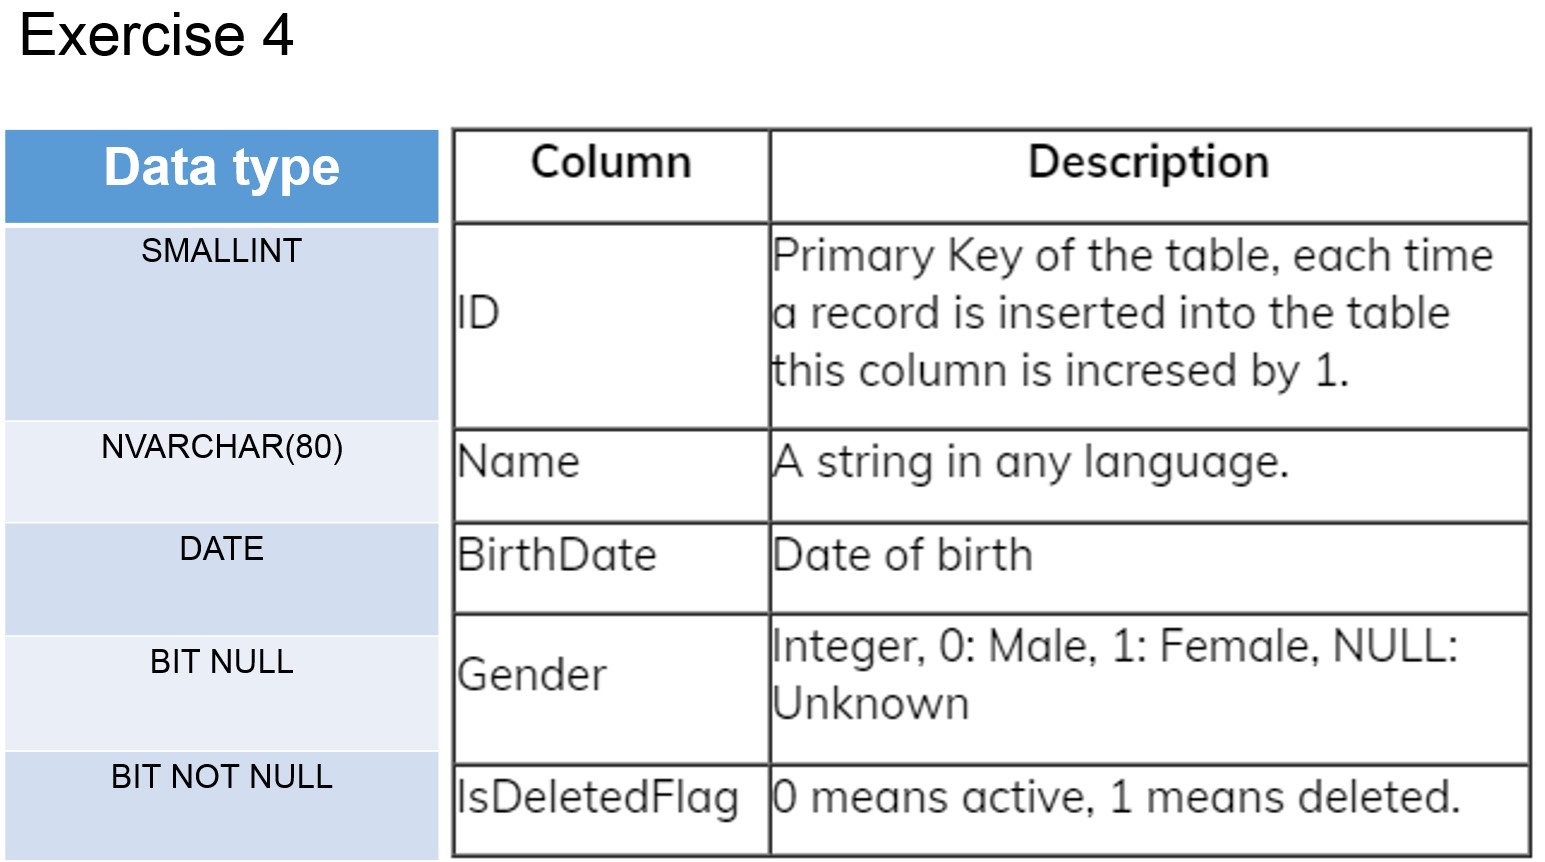 Exercise 4
Data type
Column
Description
SMALLINT
ID
Primary Key of the table, each time
a record is inserted into the table
this column is incresed by 1.
NVARCHAR(80)
Name
A string in any language.
DATE
BirthDate
Date of birth
BIT NULL
Gender
Integer, 0: Male, 1: Female, NULL:
Unknown
BIT NOT NULL
IsDeletedFlag
0 means active, 1 means deleted.